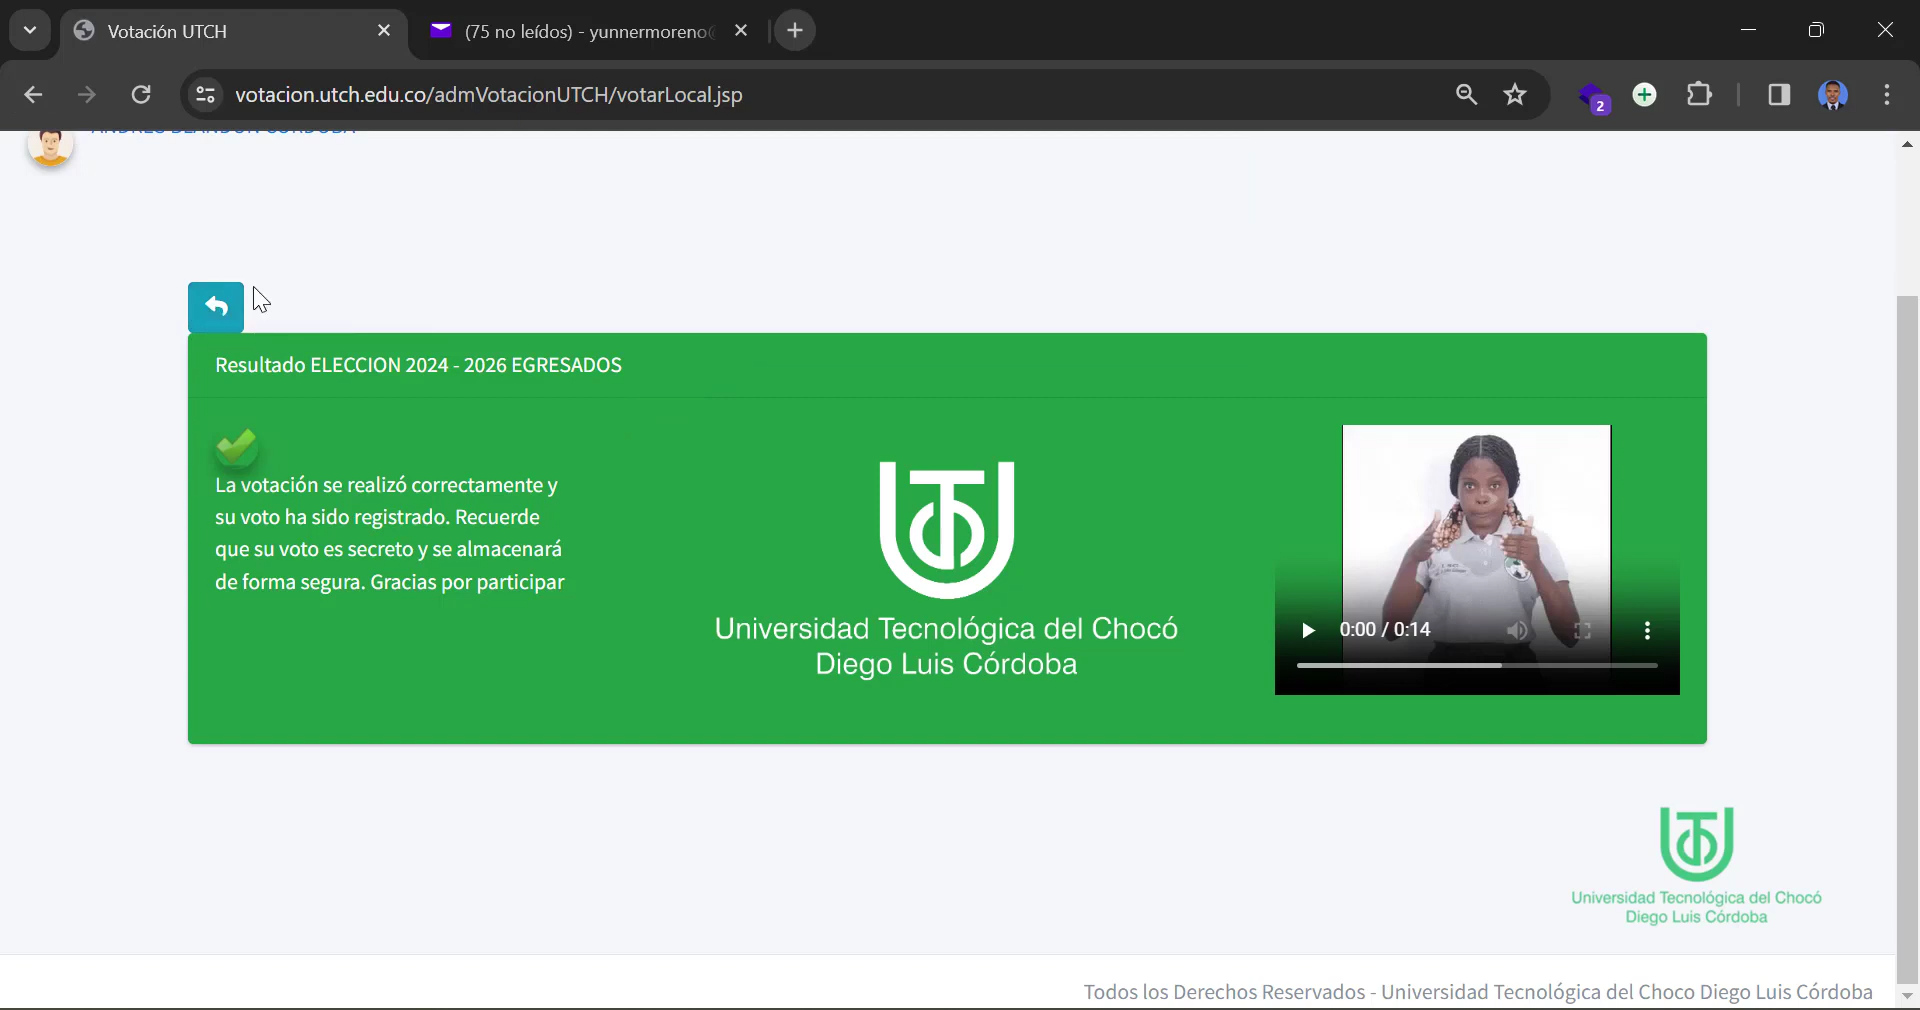 Votación UTCH
(75 no leídos) - yunnermoreno
votacion.utch.edu.co/admVotacionUTCH/votarLocal.jsp
2
Resultado ELECCION 2024 - 2026 EGRESADOS
La votación se realizó correctamente y
su voto ha sido registrado. Recuerde
que su voto es secreto y se almacenará
de forma segura. Gracias por participar
Universidad Tecnológica del Chocó
Diego Luis Córdoba
0:00 / 0:14
Universidad Tecnológica del Chocó
Diego Luis Córdoba
Todos los Derechos Reservados - Universidad Tecnológica del Choco Diego Luis Córdoba